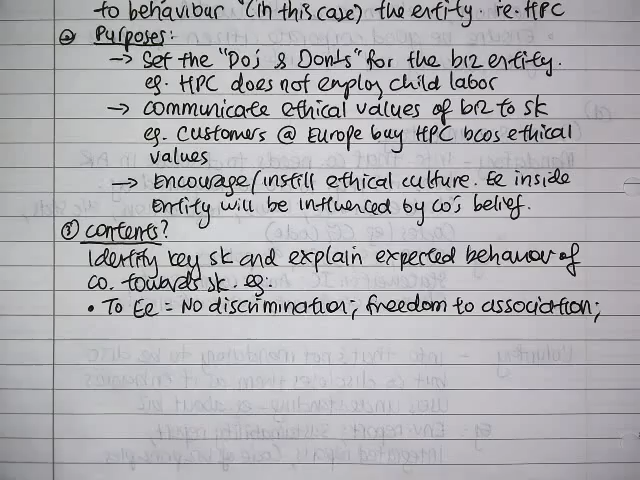 to behaviour (in this case) the entity. ie. HPC
② Purposes:
→ Set the "Do's & Donts" for the biz entity.
eg. HPC does not employ child labor
→ communicate ethical values of biz to sk
eg. Customers @ Europe buy HPC bcos ethical
values
→ Encourage/instill ethical culture. Ee inside
Entity will be influenced by co's belief.
③ contents?
Identify key sk and explain expected behavior of
co. towards sk. eg:
• To Ee = No discrimination; freedom to association;